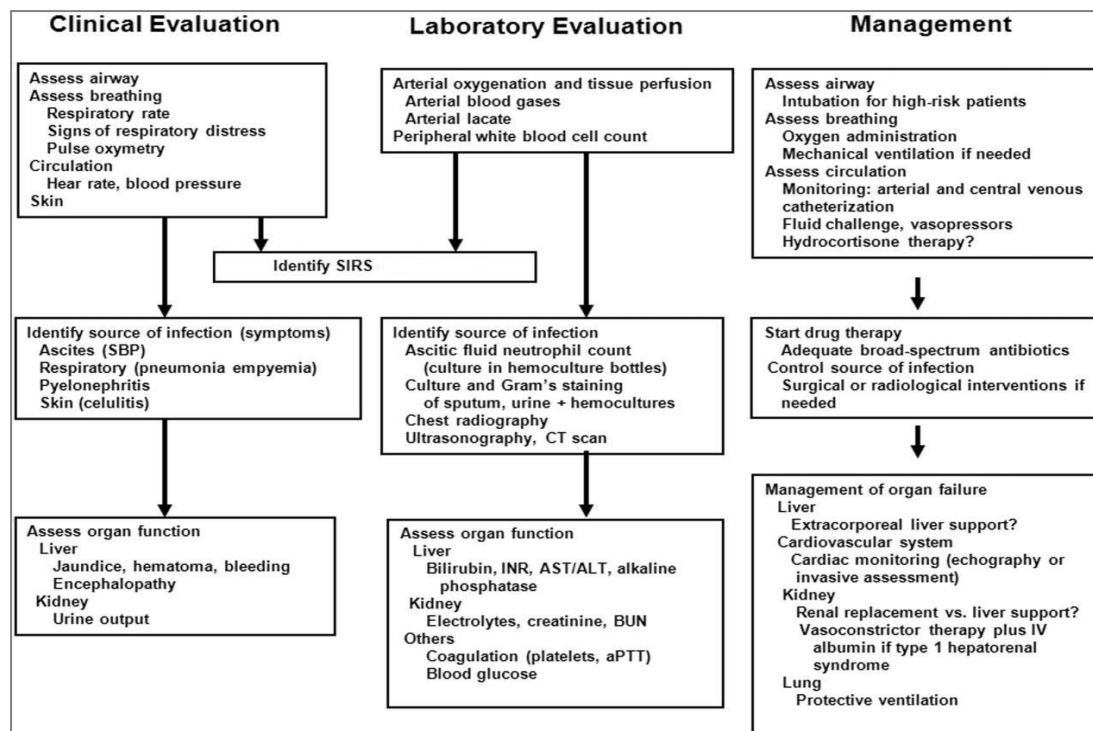 Clinical Evaluation
Assess airway
Assess breathing
Respiratory rate
Signs of respiratory distress
Pulse oxymetry
Circulation
Hear rate, blood pressure
Skin
Laboratory Evaluation
Arterial oxygenation and tissue perfusion
Arterial blood gases
Arterial lacate
Peripheral white blood cell count
Management
Assess airway
Intubation for high-risk patients
Assess breathing
Oxygen administration
Mechanical ventilation if needed
Assess circulation
Monitoring: arterial and central venous
catheterization
Fluid challenge, vasopressors
Hydrocortisone therapy?
Identify SIRS
Identify source of infection (symptoms)
Ascites (SBP)
Respiratory (pneumonia empyemia)
Pyelonephritis
Skin (celulitis)
Identify source of infection
Ascitic fluid neutrophil count
(culture in hemoculture bottles)
Culture and Gram's staining
of sputum, urine + hemocultures
Chest radiography
Ultrasonography, CT scan
Start drug therapy
Adequate broad-spectrum antibiotics
Control source of infection
Surgical or radiological interventions if
needed
Assess organ function
Liver
Jaundice, hematoma, bleeding
Encephalopathy
Kidney
Urine output
Assess organ function
Liver
Bilirubin, INR, AST/ALT, alkaline
phosphatase
Kidney
Electrolytes, creatinine, BUN
Others
Coagulation (platelets, aPTT)
Blood glucose
Management of organ failure
Liver
Extracorporeal liver support?
Cardiovascular system
Cardiac monitoring (echography or
invasive assessment)
Kidney
Renal replacement vs. liver support?
Vasoconstrictor therapy plus IV
albumin if type 1 hepatorenal
syndrome
Lung
Protective ventilation